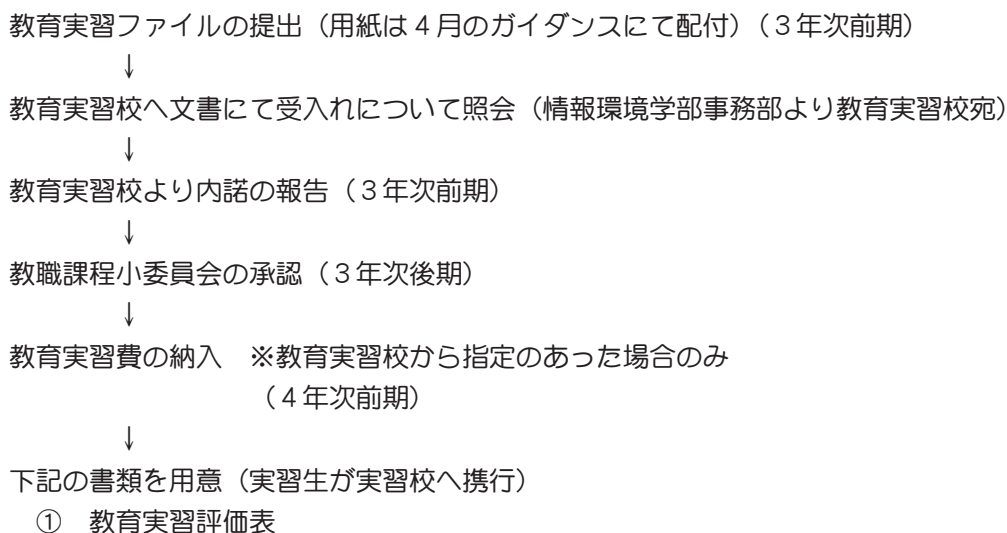 教育実習ファイルの提出（用紙は４月のガイダンスにて配付）（３年次前期）
↓
教育実習校へ文書にて受入れについて照会（情報環境学部事務部より教育実習校宛）
↓
教育実習校より内諾の報告（３年次前期）
↓
教職課程小委員会の承認（３年次後期）
↓
教育実習費の納入　※教育実習校から指定のあった場合のみ
（４年次前期）
↓
下記の書類を用意（実習生が実習校へ携行）
①　教育実習評価表